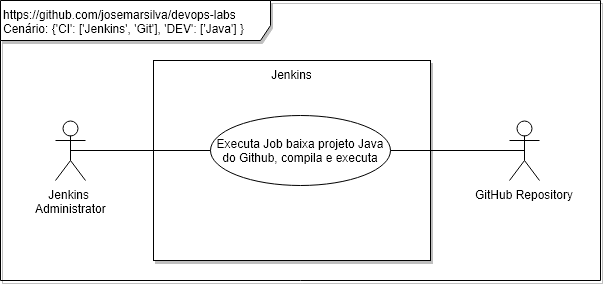 https://github.com/josemarsilva/devops-labs
Cenário: {'CI': ['Jenkins', 'Git'], 'DEV': ['Java'] }
Jenkins
Executa Job baixa projeto Java
do Github, compila e executa
Jenkins
Administrator
GitHub Repository